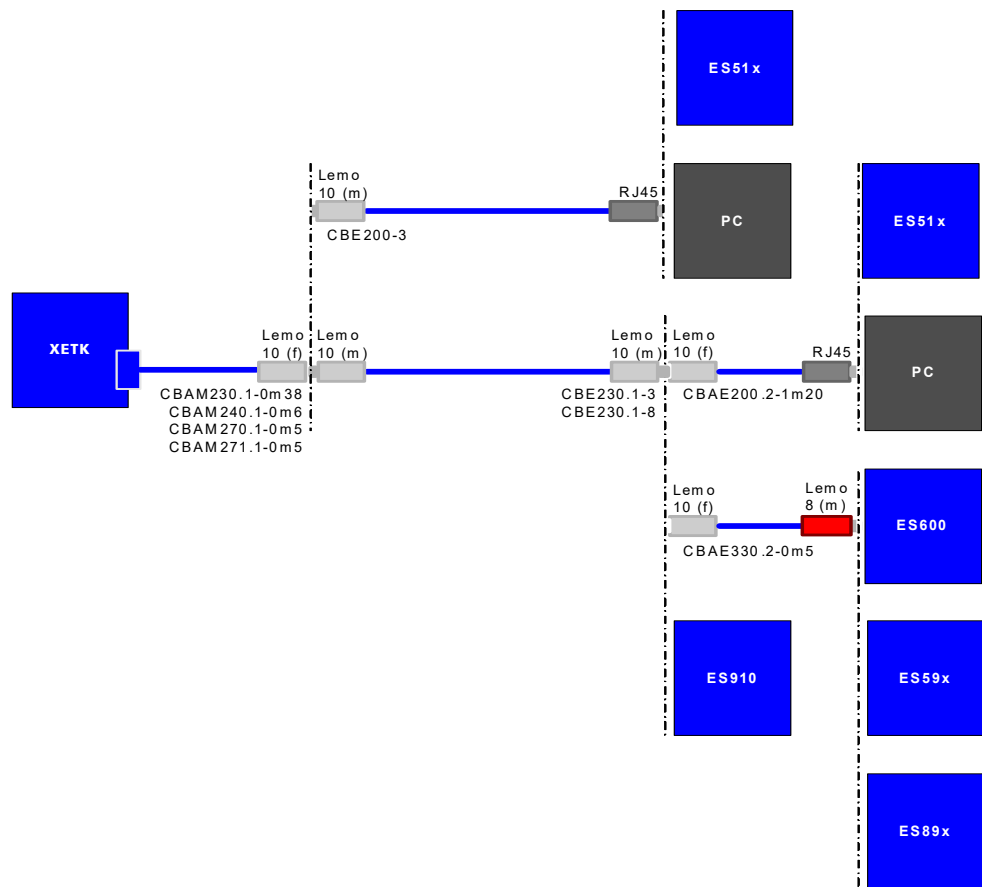 ES51x
Lemo
10 (m)
RJ45
CBE200-3
PC
ES51x
XETK
Lemo
10 (f)
Lemo
10 (m)
Lemo
10 (m)
Lemo
10 (f)
RJ45
CBAM230.1-0m38
CBAM240.1-0m6
CBAM270.1-0m5
CBAM271.1-0m5
CBE230.1-3
CBE230.1-8
CBAE200.2-1m20
PC
Lemo
10 (f)
Lemo
8 (m)
CBAE330.2-0m5
ES600
ES910
ES59x
ES89x